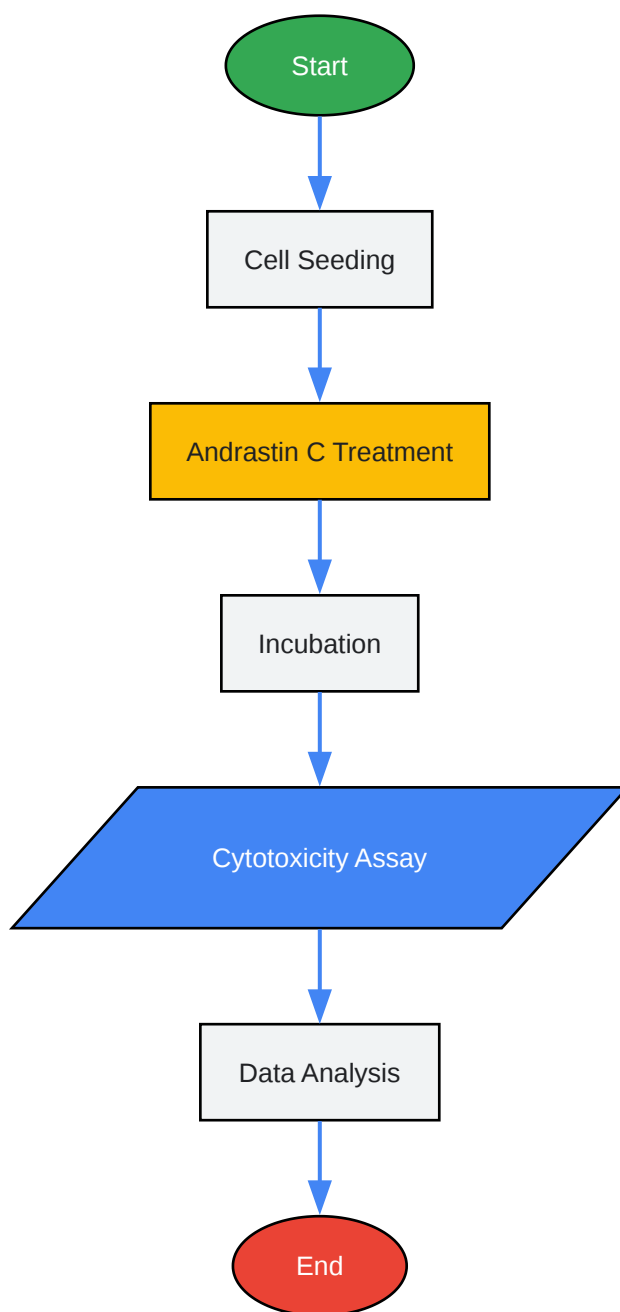 Start
Cell Seeding
Andrastin C Treatment
Incubation
Cytotoxicity Assay
Data Analysis
End